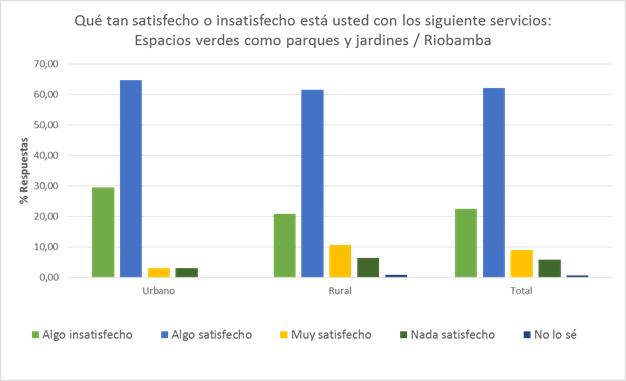 Qué tan satisfecho o insatisfecho está usted con los siguiente servicios:
Espacios verdes como parques y jardines / Riobamba
% Respuestas
70,00
60,00
50,00
40,00
30,00
20,00
10,00
0,00
Urbano Rural Total
Algo insatisfecho Algo satisfecho Muy satisfecho Nada satisfecho No lo sé